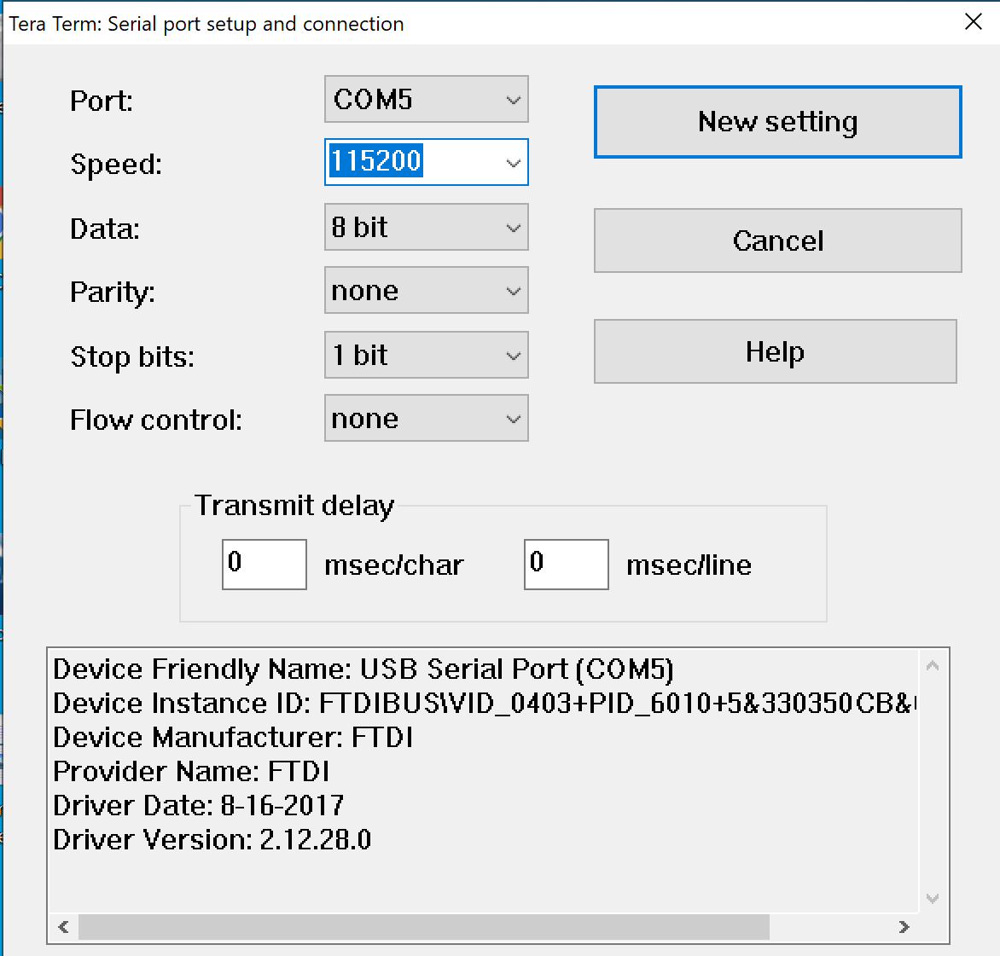 Tera Term: Serial port setup and connection
Port: COM5
New setting
Speed: 115200
Data: 8 bit
Cancel
Parity: none
Stop bits: 1 bit
Help
Flow control: none
Transmit delay
0 msec/char 0 msec/line
Device Friendly Name: USB Serial Port (COM5)
Device Instance ID: FTDIBUS\VID_0403+PID_6010+5&330350CB&
Device Manufacturer: FTDI
Provider Name: FTDI
Driver Date: 8-16-2017
Driver Version: 2.12.28.0